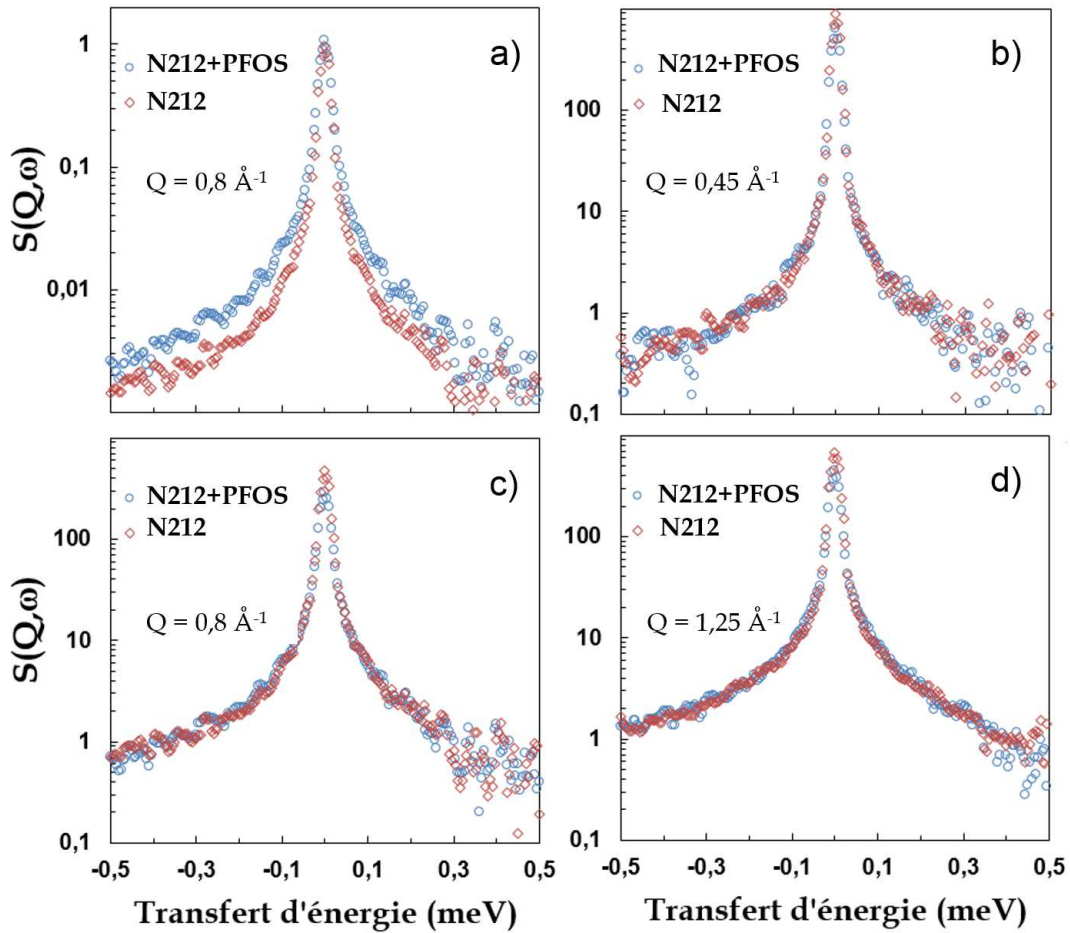 a)
N212+PFOS
N212
Q = 0,8 Å-1
S(Q,ω)
1
0,1
0,01
b)
N212+PFOS
N212
Q = 0,45 Å-1
100
10
1
0,1
c)
N212+PFOS
N212
Q = 0,8 Å-1
S(Q,ω)
100
10
1
0,1
-0,5 -0,3 -0,1 0,1 0,3 0,5
Transfert d'énergie (meV)
d)
N212+PFOS
N212
Q = 1,25 Å-1
100
10
1
0,1
-0,5 -0,3 -0,1 0,1 0,3 0,5
Transfert d'énergie (meV)